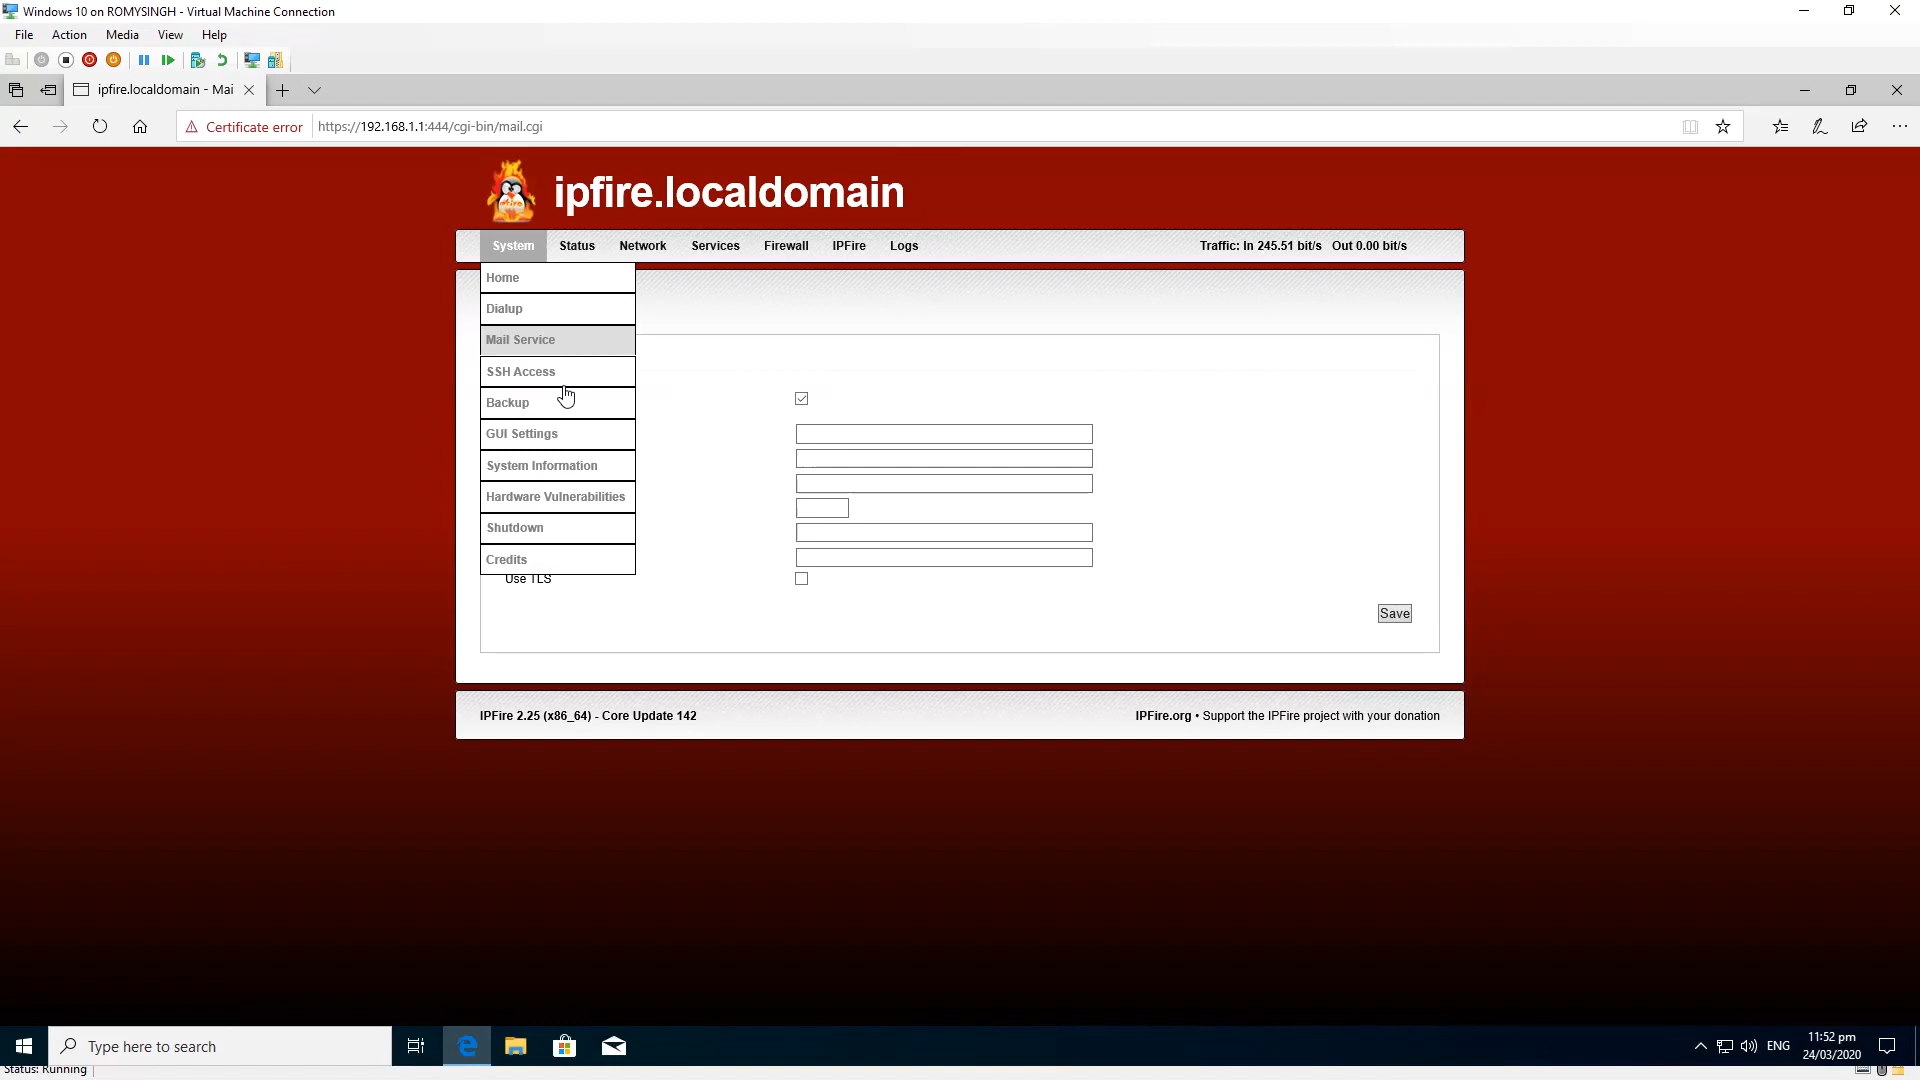 Windows 10 on ROMYSINGH - Virtual Machine Connection
File Action Media View Help
ipfire.localdomain - Mai
Certificate error https://192.168.1.1:444/cgi-bin/mail.cgi
ipfire.localdomain
System Status Network Services Firewall IPFire Logs Traffic: In 245.51 bit/s Out 0.00 bit/s
Home
Dialup
Mail Service
SSH Access
Backup
GUI Settings
System Information
Hardware Vulnerabilities
Shutdown
Credits
Use TLS
Save
IPFire 2.25 (x86_64) - Core Update 142 IPFire.org • Support the IPFire project with your donation
Type here to search
ENG
11:52 pm
24/03/2020
Status: Running